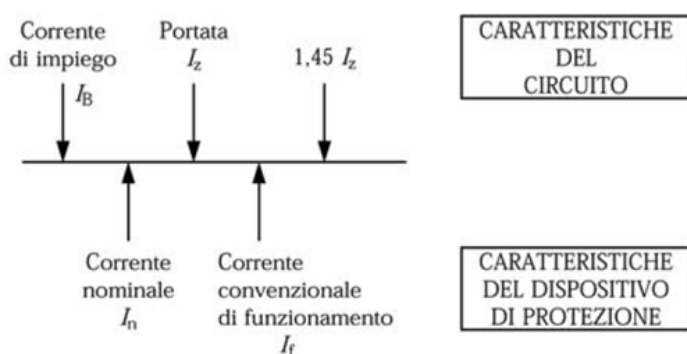 Corrente
di impiego
I_B
Portata
I_z
1,45 I_z
CARATTERISTICHE
DEL
CIRCUITO
Corrente
nominale
I_n
Corrente
convenzionale
di funzionamento
I_f
CARATTERISTICHE
DEL DISPOSITIVO
DI PROTEZIONE